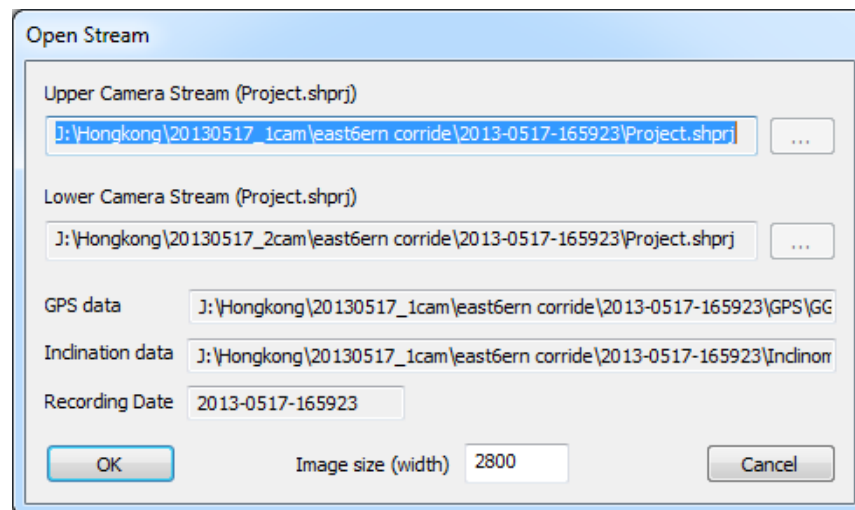 Open Stream
Upper Camera Stream (Project.shprj)
J:\Hongkong\20130517_1cam\east6ern corride\2013-0517-165923\Project.shprj
...
Lower Camera Stream (Project.shprj)
J:\Hongkong\20130517_2cam\east6ern corride\2013-0517-165923\Project.shprj
...
GPS data J:\Hongkong\20130517_1cam\east6ern corride\2013-0517-165923\GPS\GG
Inclination data J:\Hongkong\20130517_1cam\east6ern corride\2013-0517-165923\Inclinom
Recording Date 2013-0517-165923
OK Image size (width) 2800 Cancel